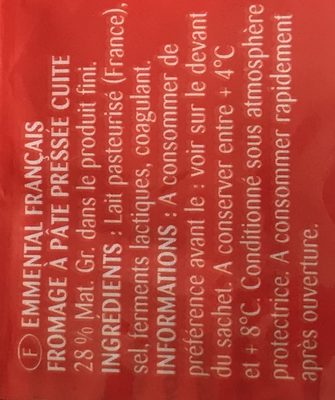 F EMMENTAL FRANÇAIS
FROMAGE À PÂTE PRESSÉE CUITE
28 % Mat. Gr. dans le produit fini.
INGRÉDIENTS : Lait pasteurisé (France),
sel, ferments lactiques, coagulant.
INFORMATIONS : A consommer de
préférence avant le : voir sur le devant
du sachet. A conserver entre + 4°C
et + 8°C. Conditionné sous atmosphère
protectrice. A consommer rapidement
après ouverture.